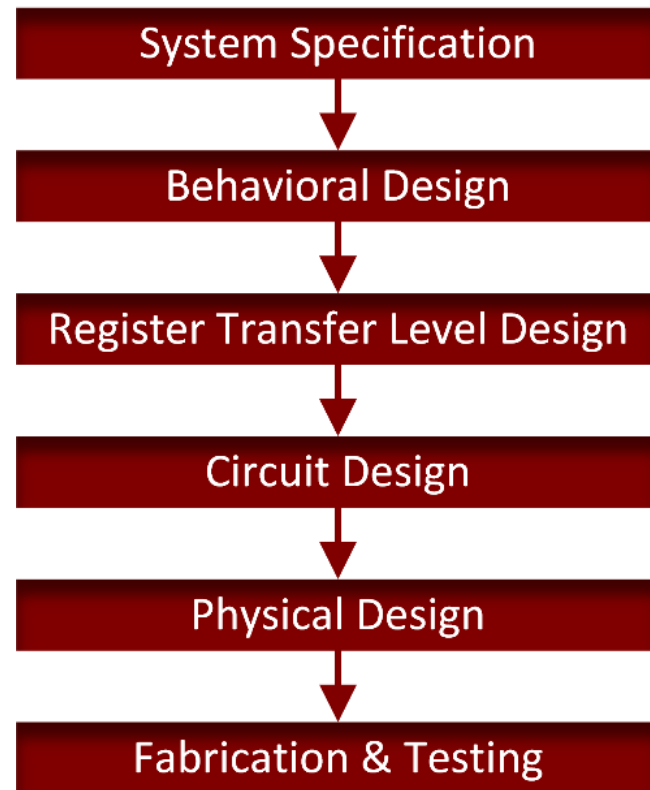 System Specification
Behavioral Design
Register Transfer Level Design
Circuit Design
Physical Design
Fabrication & Testing